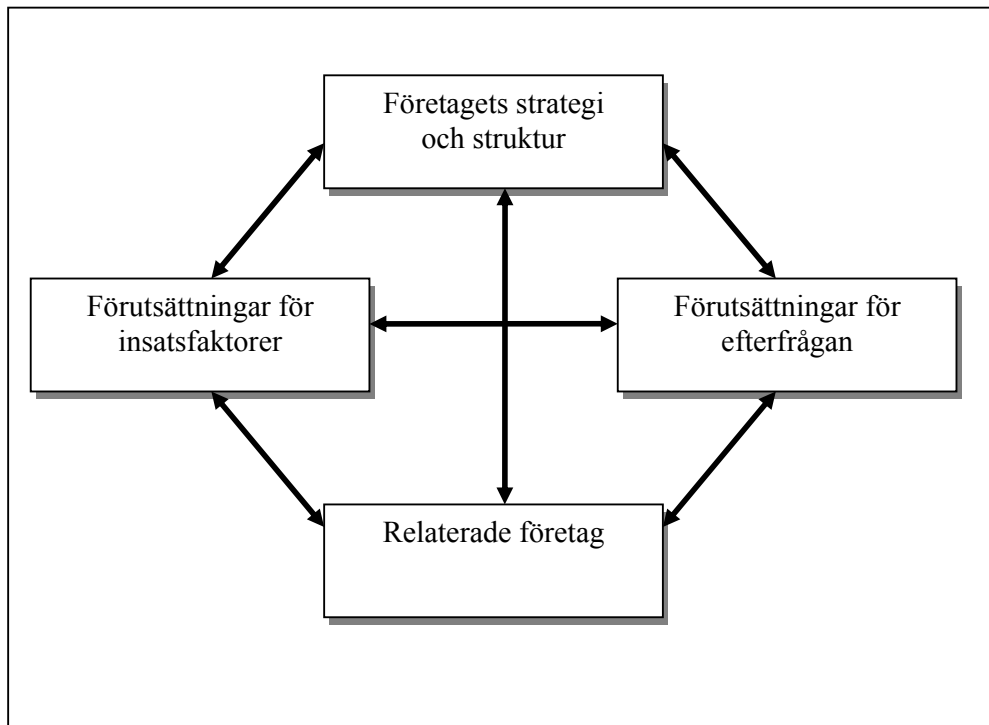 Företagets strategi
och struktur
Förutsättningar för
insatsfaktorer
Förutsättningar för
efterfrågan
Relaterade företag